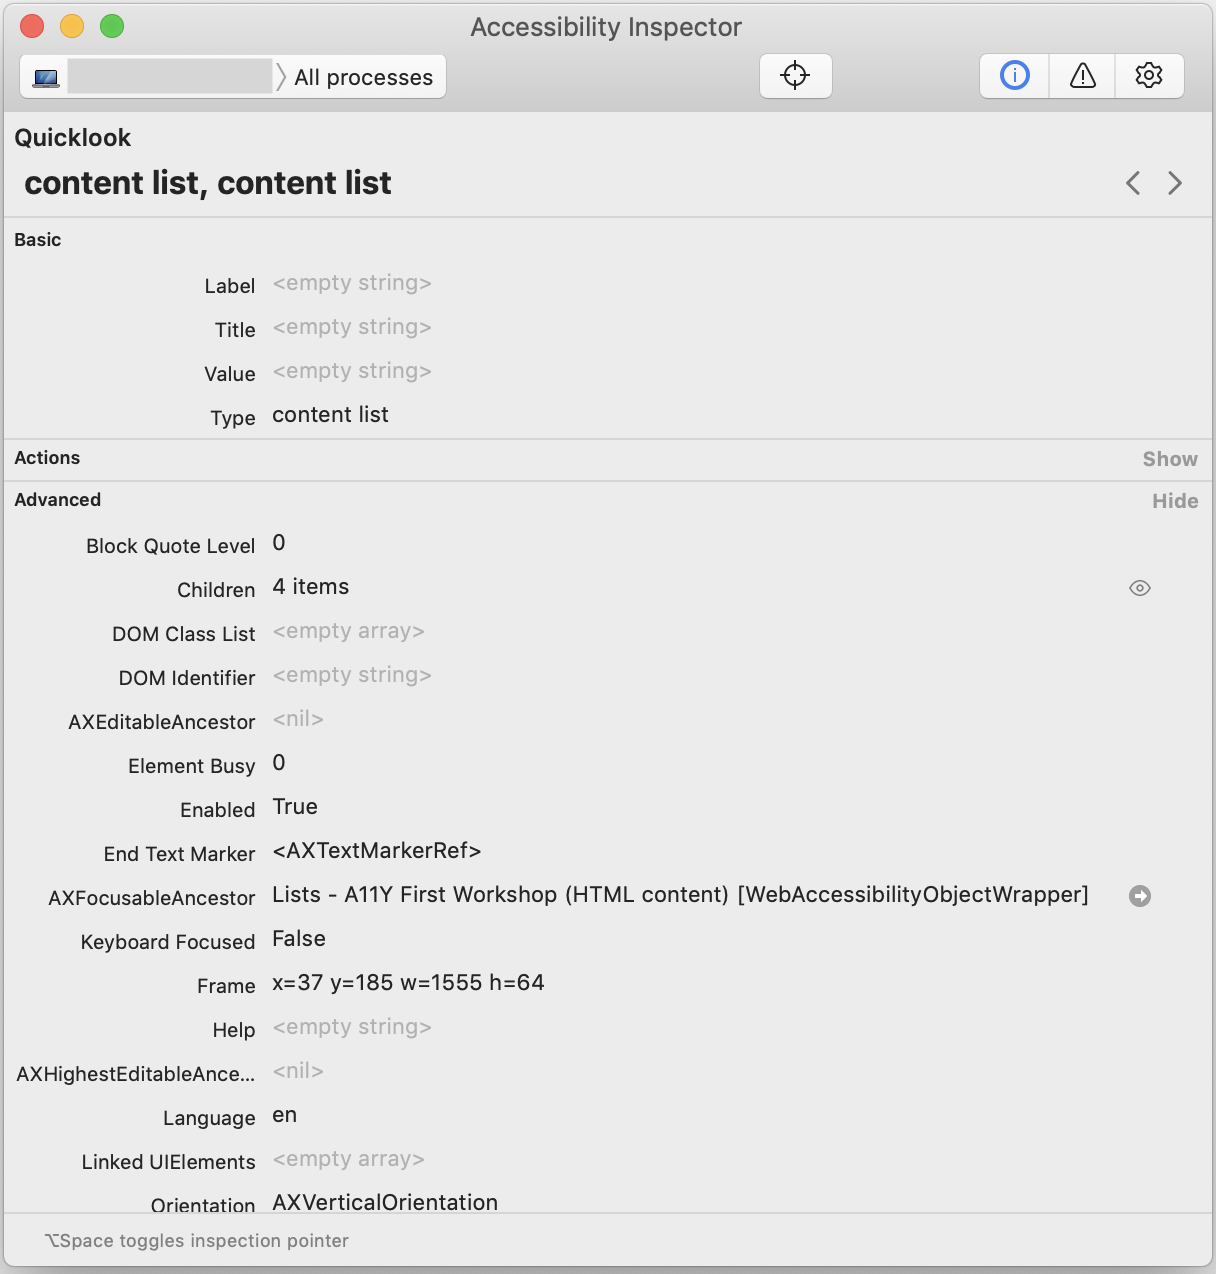 Accessibility Inspector
All processes
Quicklook
content list, content list
Basic
Label <empty string>
Title <empty string>
Value <empty string>
Type content list
Actions Show
Advanced Hide
Block Quote Level 0
Children 4 items
DOM Class List <empty array>
DOM Identifier <empty string>
AXEditableAncestor <nil>
Element Busy 0
Enabled True
End Text Marker <AXTextMarkerRef>
AXFocusableAncestor Lists - A11Y First Workshop (HTML content) [WebAccessibilityObjectWrapper]
Keyboard Focused False
Frame x=37 y=185 w=1555 h=64
Help <empty string>
AXHighestEditableAnce... <nil>
Language en
Linked UIElements <empty array>
Orientation AXVerticalOrientation
⌥Space toggles inspection pointer